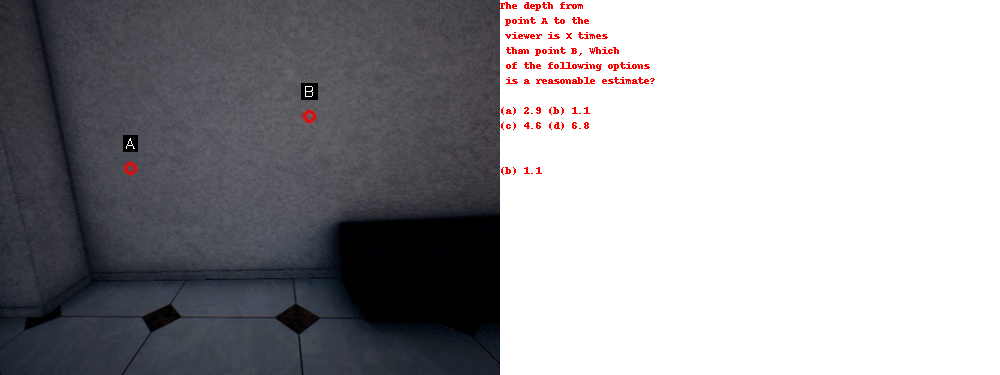 The depth from
point A to the
viewer is X times
than point B, Which
of the following options
is a reasonable estimate?
(a) 2.9 (b) 1.1
(c) 4.6 (d) 6.8
(b) 1.1
B
A